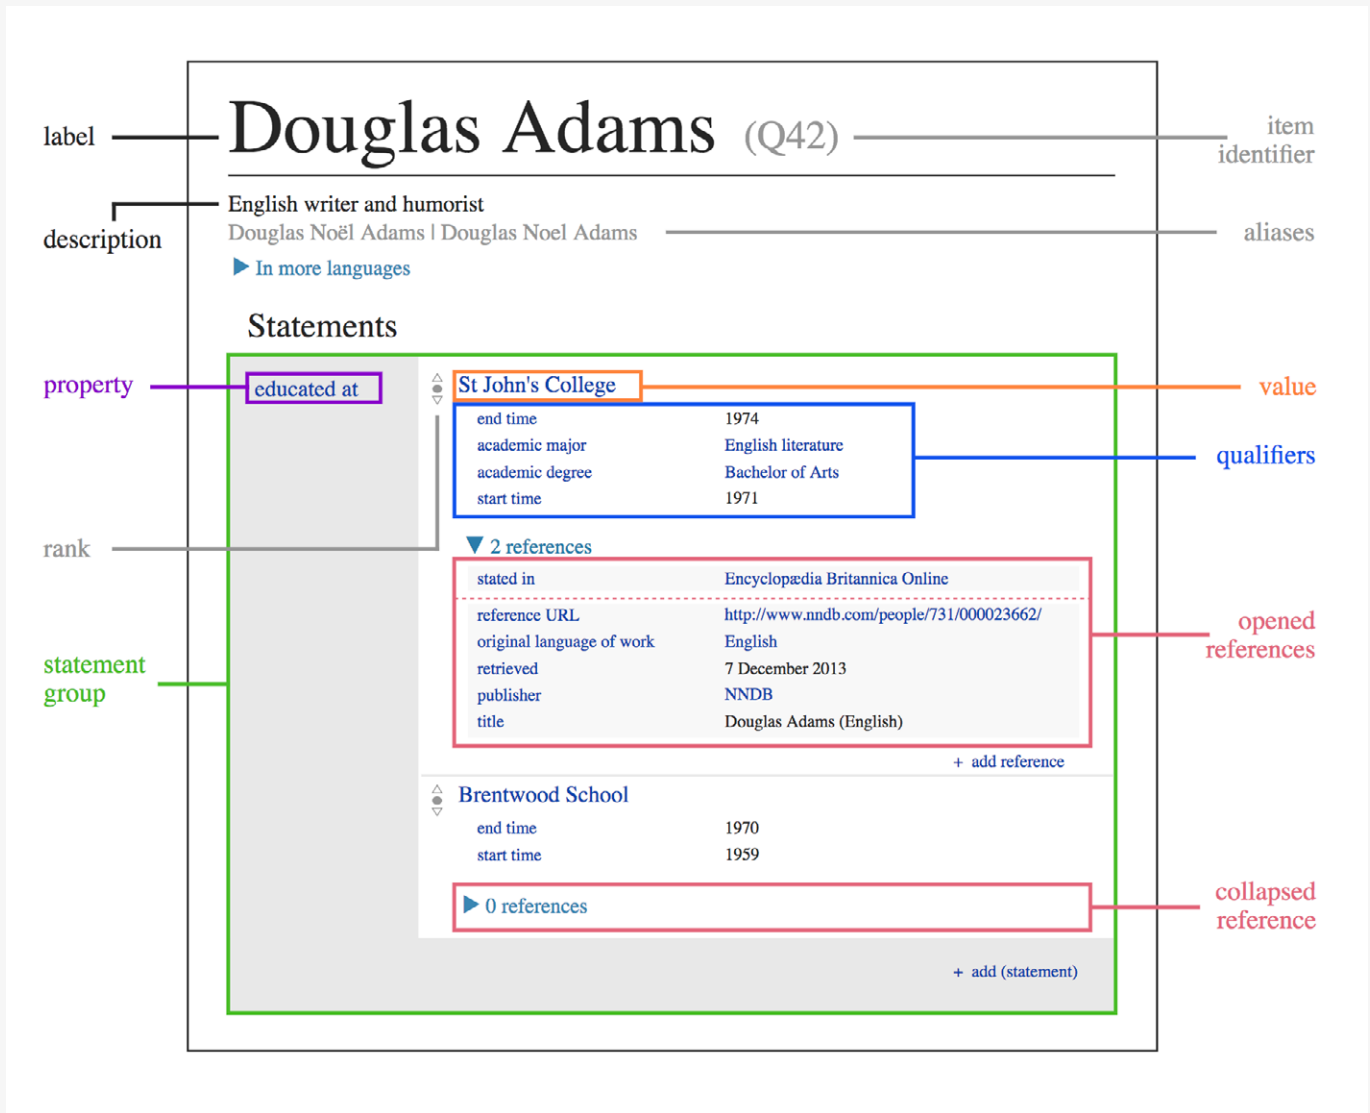 label
Douglas Adams (Q42)
item
identifier
description
English writer and humorist
Douglas Noël Adams | Douglas Noel Adams
aliases
In more languages
Statements
property
educated at
St John's College
value
end time 1974
academic major English literature
academic degree Bachelor of Arts
start time 1971
qualifiers
rank
2 references
stated in Encyclopædia Britannica Online
reference URL http://www.nndb.com/people/731/000023662/
original language of work English
retrieved 7 December 2013
publisher NNDB
title Douglas Adams (English)
opened
references
statement
group
+ add reference
Brentwood School
end time 1970
start time 1959
0 references
collapsed
reference
+ add (statement)